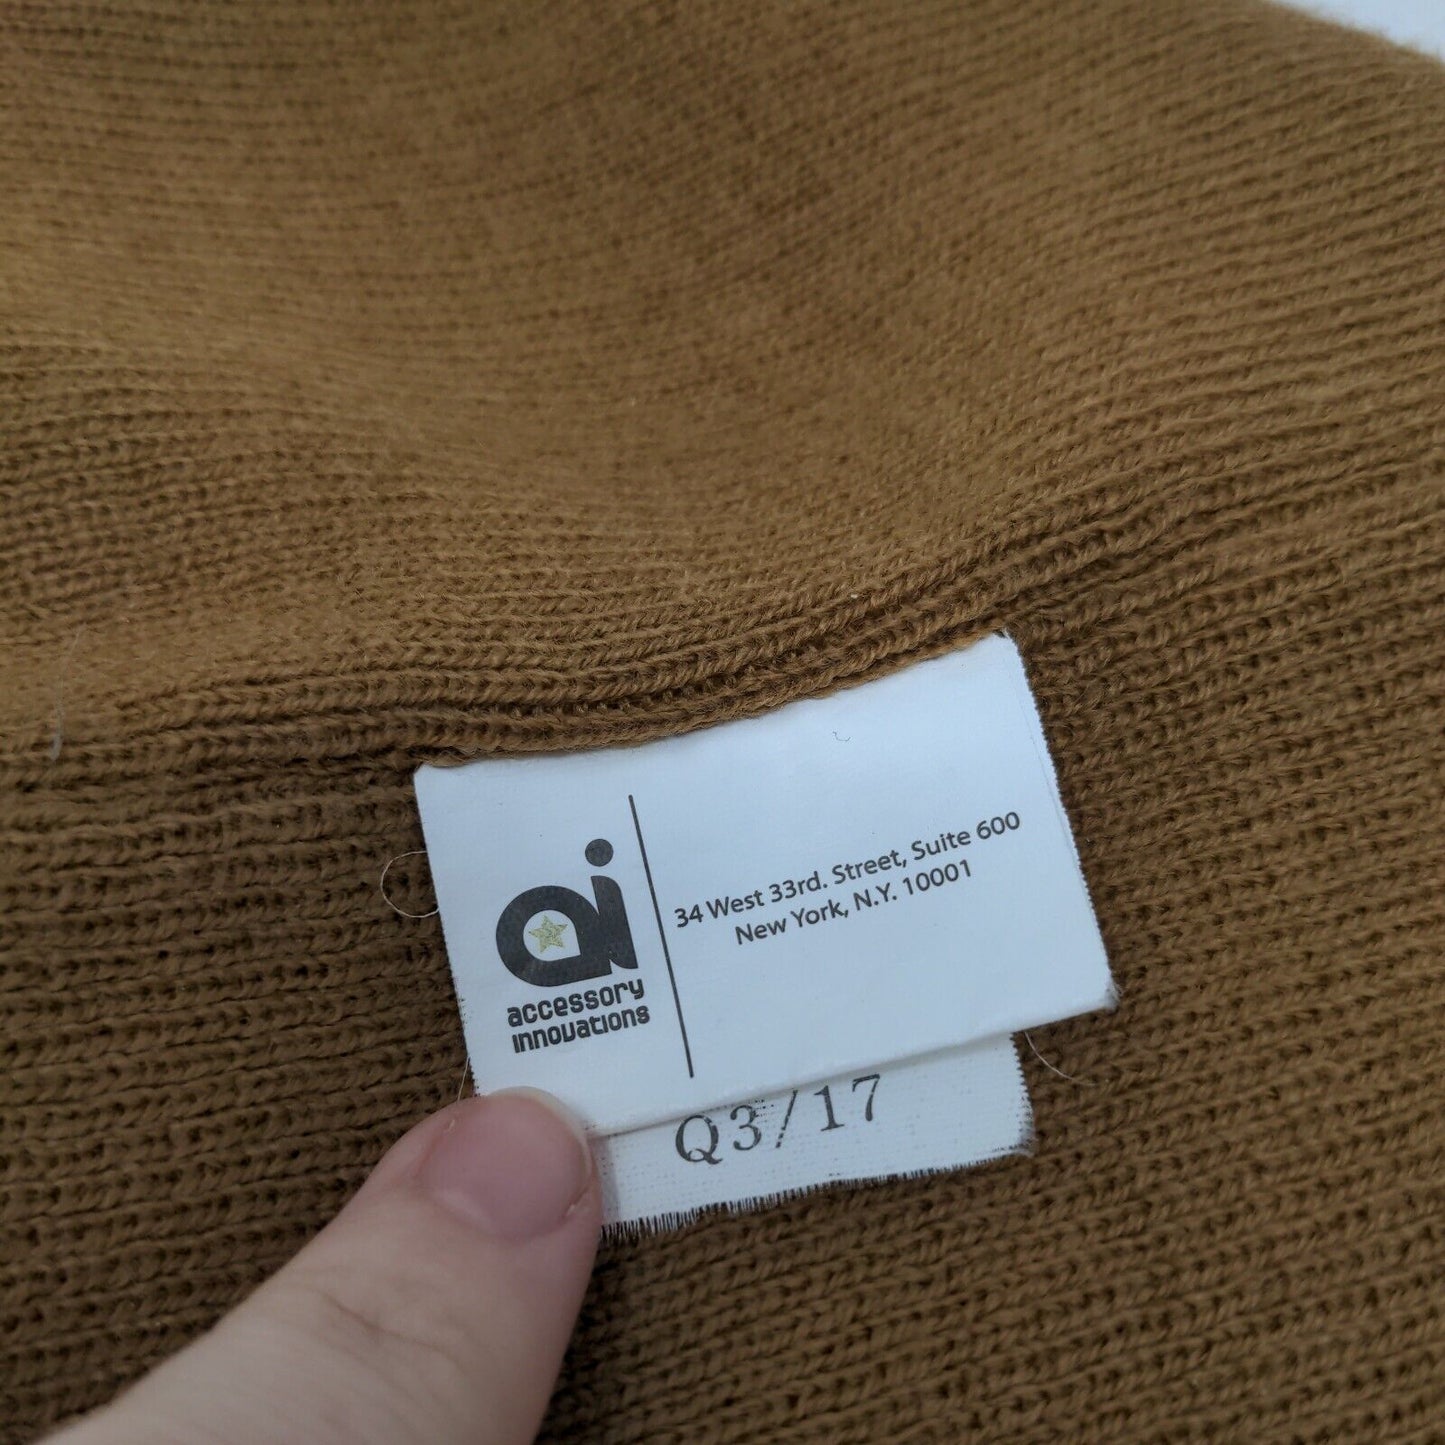 ai
accessory
innovations
34 West 33rd. Street, Suite 600
New York, N.Y. 10001
Q3/17